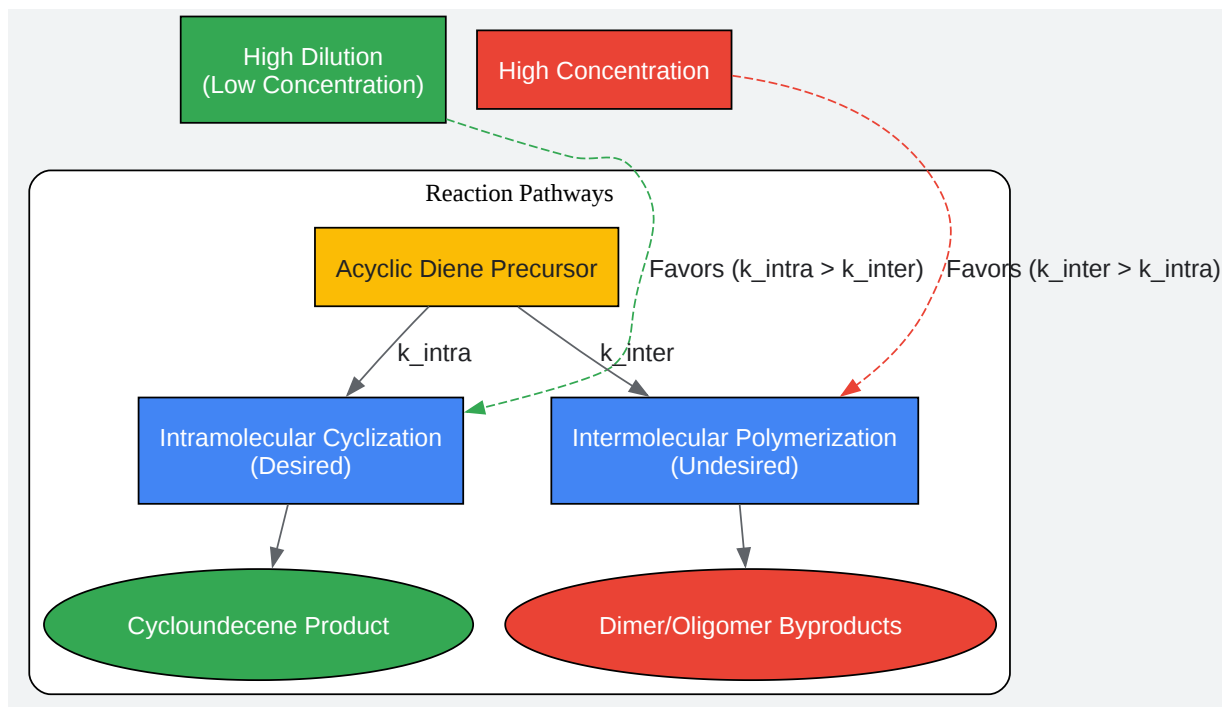 High Dilution
(Low Concentration)
High Concentration
Reaction Pathways
Acyclic Diene Precursor
Favors (k_intra > k_inter)
Favors (k_inter > k_intra)
k_intra
k_inter
Intramolecular Cyclization
(Desired)
Intermolecular Polymerization
(Undesired)
Cycloundecene Product
Dimer/Oligomer Byproducts